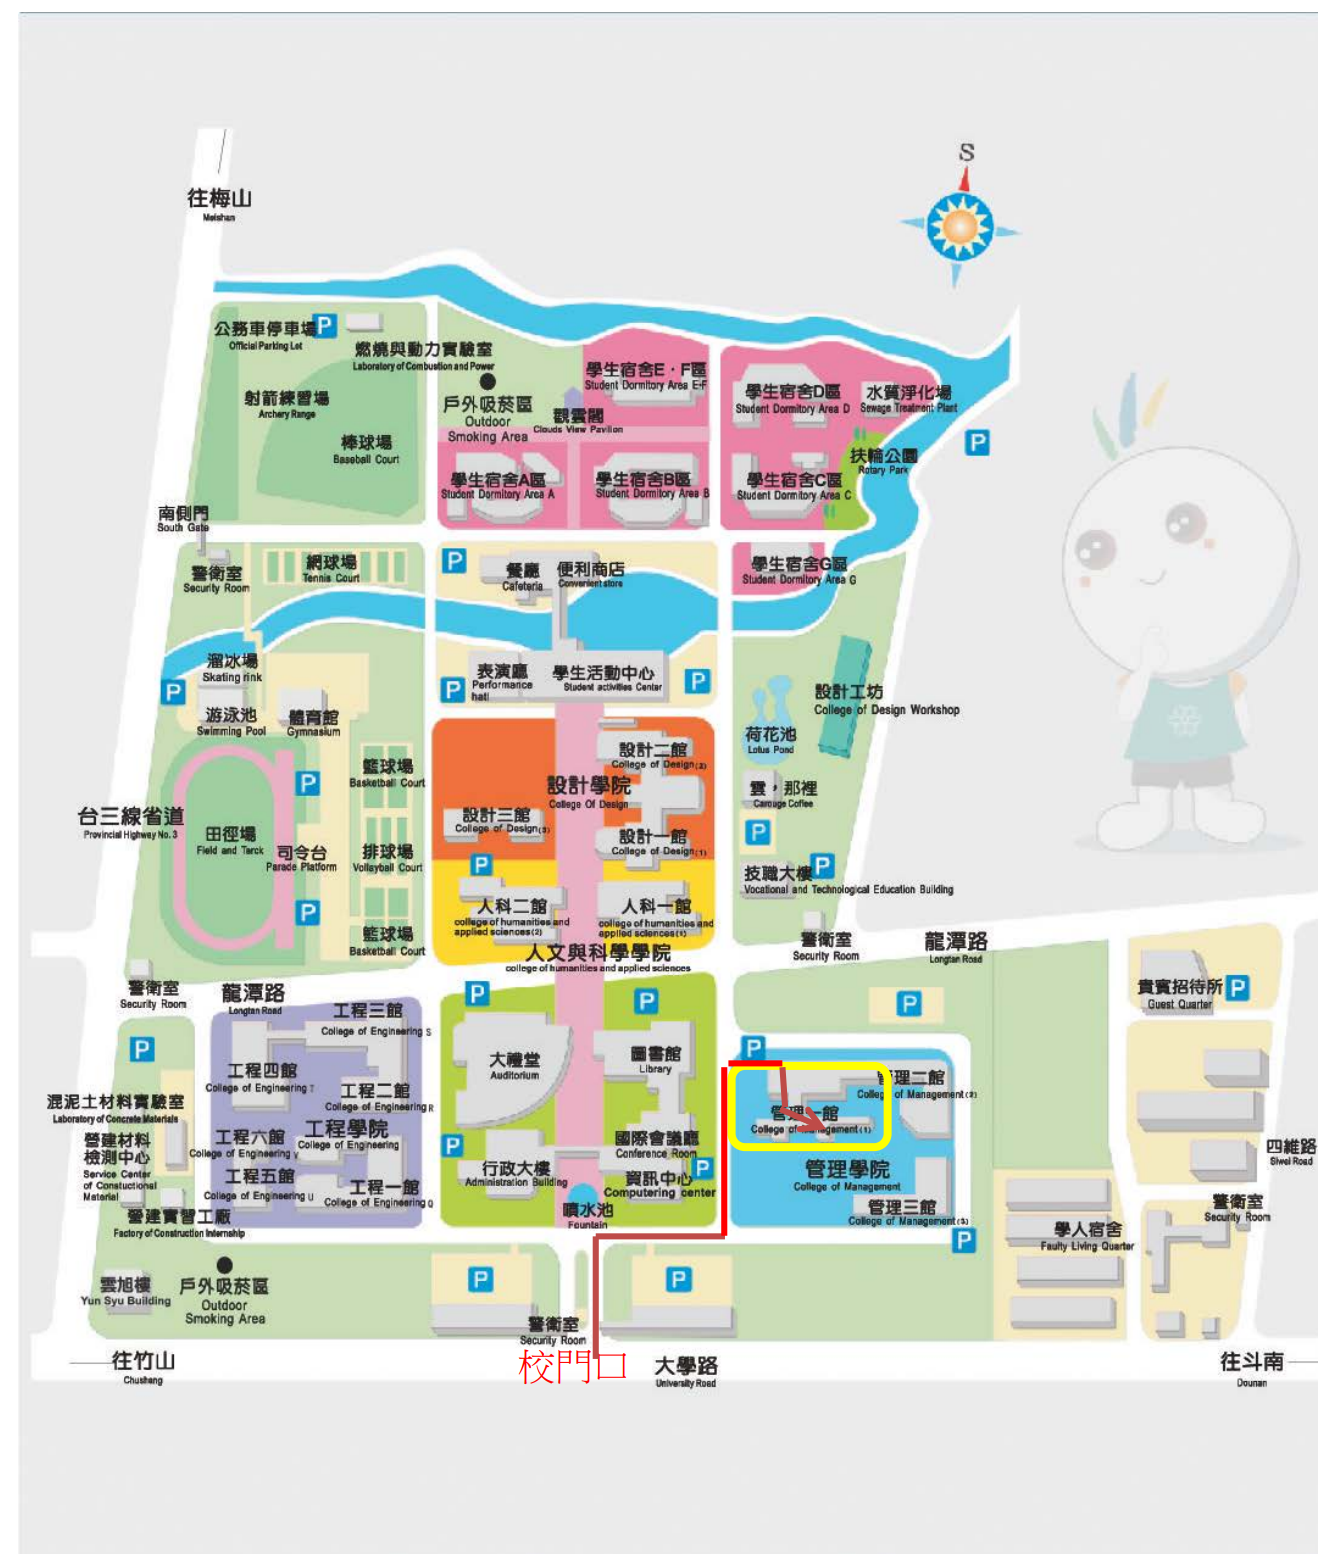 S
往梅山
Meishan
公務車停車場 P
Official Parking Lot
燃燒與動力實驗室
Laboratory of Combustion and Power
射箭練習場
Archery Range
棒球場
Baseball Court
戶外吸菸區
Outdoor
Smoking Area
觀雲閣
Clouds View Pavilion
學生宿舍E・F區
Student Dormitory Area E-F
學生宿舍D區
Student Dormitory Area D
水質淨化場
Sewage Treatment Plant
P
扶輪公園
Rotary Park
學生宿舍A區
Student Dormitory Area A
學生宿舍B區
Student Dormitory Area B
學生宿舍C區
Student Dormitory Area C
南側門
South Gate
警衛室
Security Room
網球場
Tennis Court
P
餐廳
Cafeteria
便利商店
Convenient store
學生宿舍G區
Student Dormitory Area G
溜冰場
Skating rink
P
游泳池
Swimming Pool
體育館
Gymnasium
P
表演廳
Performance
hall
學生活動中心
Student activities Center
P
設計工坊
College of Design Workshop
荷花池
Lotus Pond
設計二館
College of Design(2)
籃球場
Basketball Court
P
設計學院
College Of Design
雲，那裡
Carouge Coffee
P
台三線省道
Provincial Highway No. 3
田徑場
Field and Tarck
司令台
Parade Platform
排球場
Volleyball Court
設計三館
College of Design(3)
設計一館
College of Design(1)
P
技職大樓
P
Vocational and Technological Education Building
P
籃球場
Basketball Court
人科二館
college of humanities and
applied sciences(2)
人科一館
college of humanities and
applied sciences(1)
人文與科學學院
college of humanities and applied sciences
警衛室
Security Room
龍潭路
Longtan Road
警衛室
Security Room
龍潭路
Longtan Road
P
P
P
貴賓招待所 P
Guest Quarter
工程三館
College of Engineering S
P
工程四館
College of Engineering T
工程二館
College of Engineering R
大禮堂
Auditorium
圖書館
Library
P
管理二館
College of Management(2)
管理一館
College of Management(1)
混泥土材料實驗室
Laboratory of Concrete Materials
營建材料
檢測中心
Service Center
of Constuctional
Material
工程六館
College of Engineering V
工程學院
College of Engineering
P
國際會議廳
Conference Room
四維路
Siwei Road
工程五館
College of Engineering U
工程一館
College of Engineering Q
行政大樓
Administration Building
資訊中心
P
Computering center
管理學院
College of Management
管理三館
College of Management(3)
P
營建實習工廠
Factory of Construction Internship
噴水池
Fountain
學人宿舍
Faulty Living Quarter
警衛室
Security Room
雲旭樓
Yun Syu Building
戶外吸菸區
Outdoor
Smoking Area
P
P
警衛室
Security Room
校門口
往竹山
Chushang
大學路
University Road
往斗南
Dounan